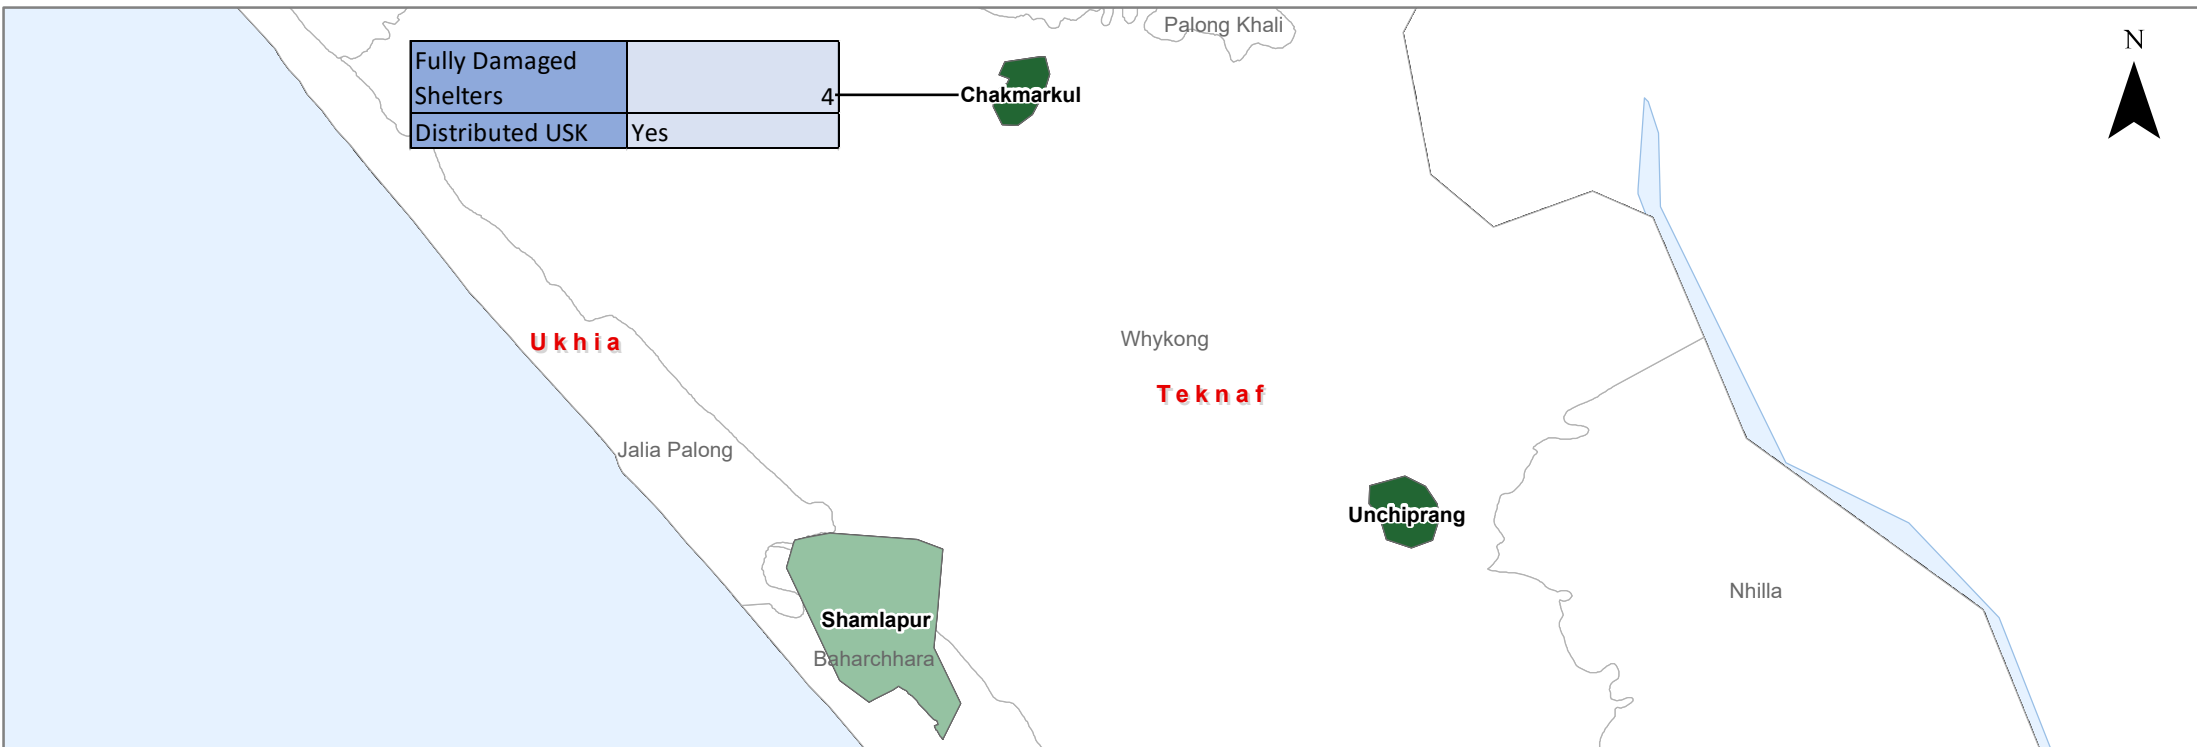 Palong Khali
N
Fully Damaged
Shelters 4
Chakmarkul
Distributed USK Yes
Ukhia
Whykong
Teknaf
Jalia Palong
Unchiprang
Nhilla
Shamlapur
Baharchhara